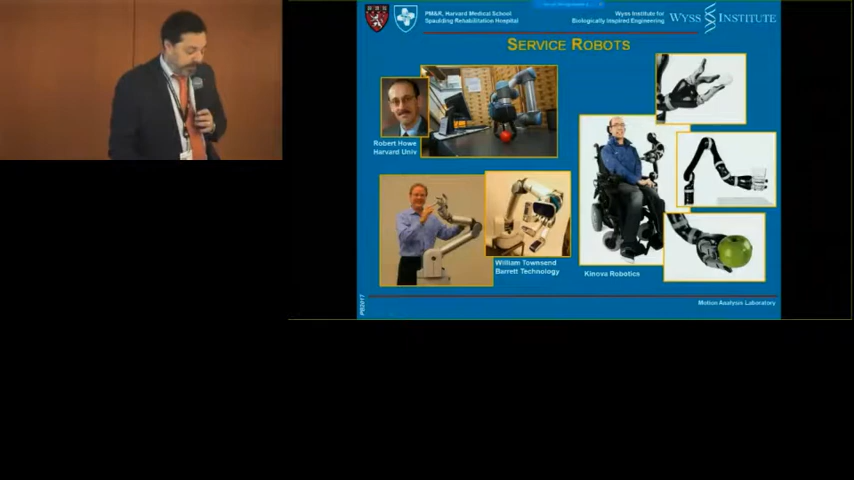 PM&R, Harvard Medical School
Spaulding Rehabilitation Hospital
Wyss Institute for
Biologically Inspired Engineering
WYSS INSTITUTE
SERVICE ROBOTS
Robert Howe
Harvard Univ
William Townsend
Barrett Technology
Kinova Robotics
Motion Analysis Laboratory